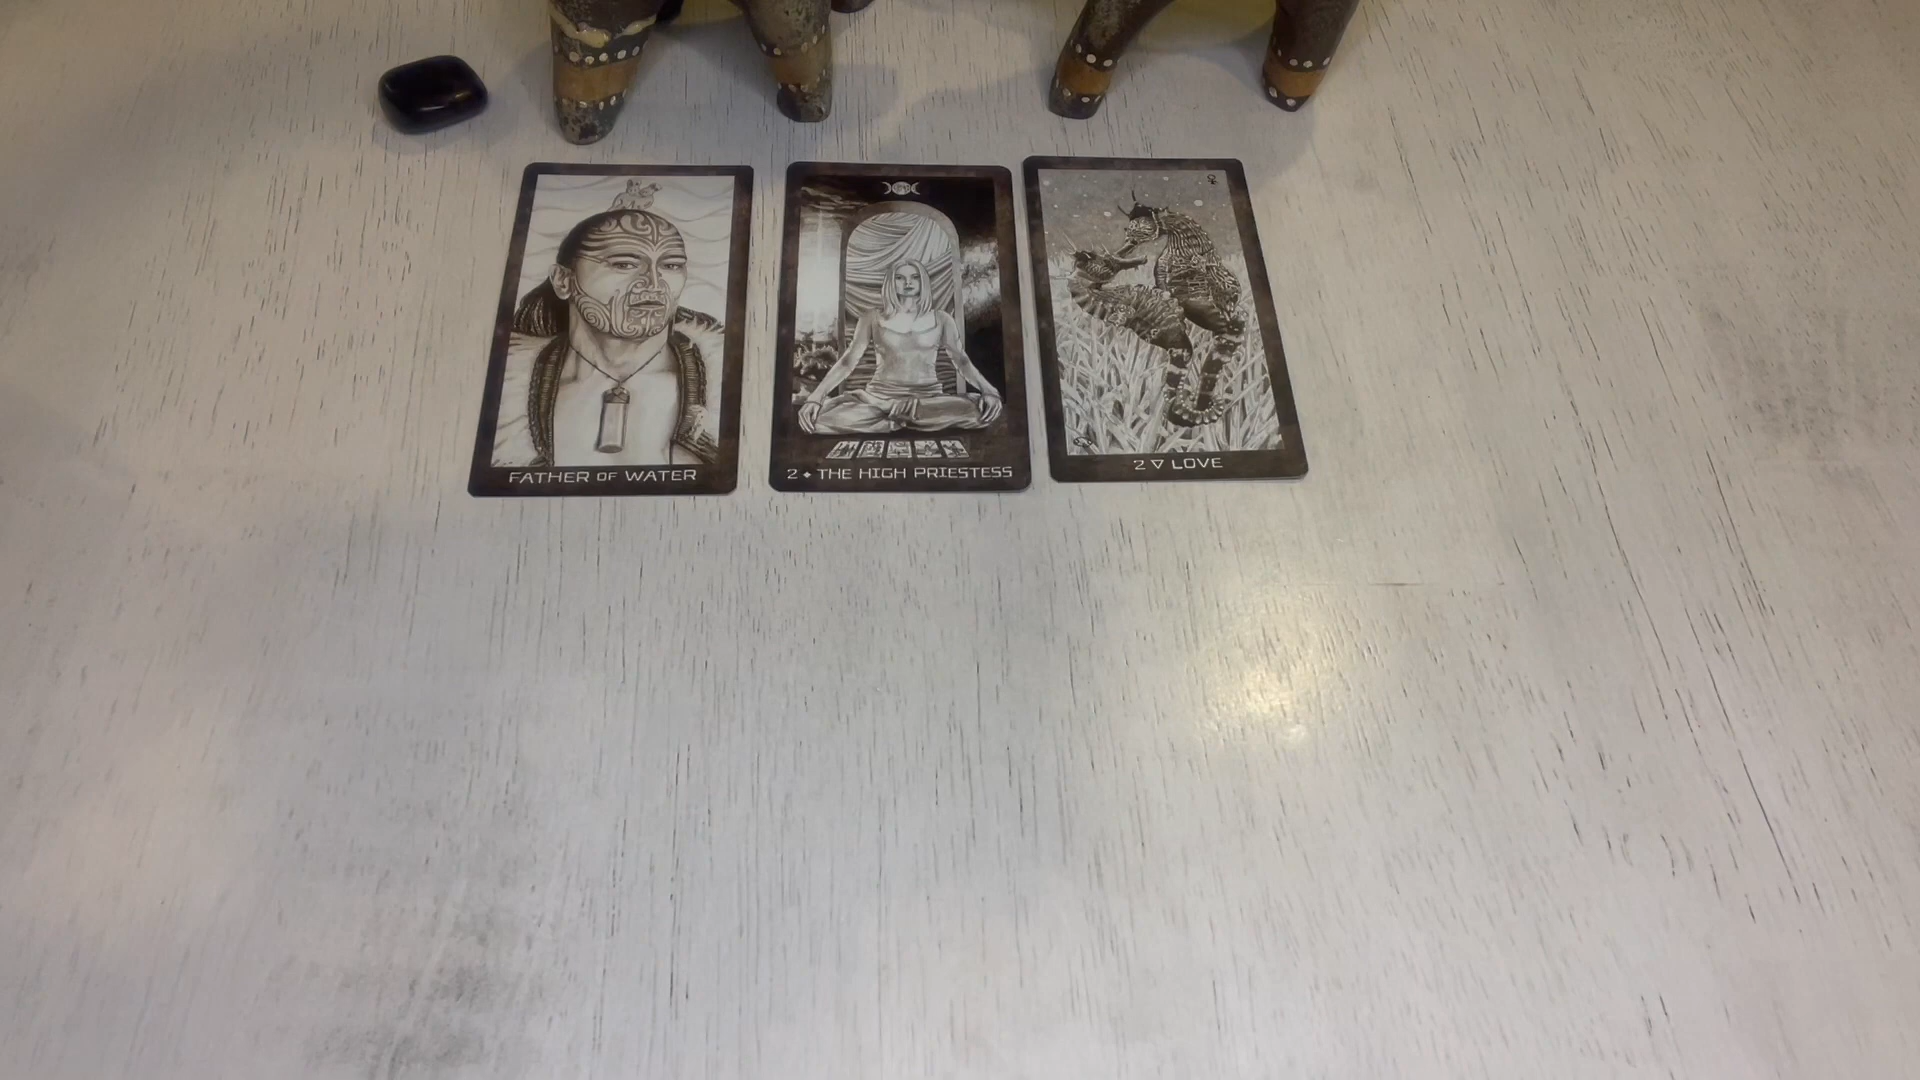 FATHER OF WATER
2 ♦ THE HIGH PRIESTESS
2 ▽ LOVE